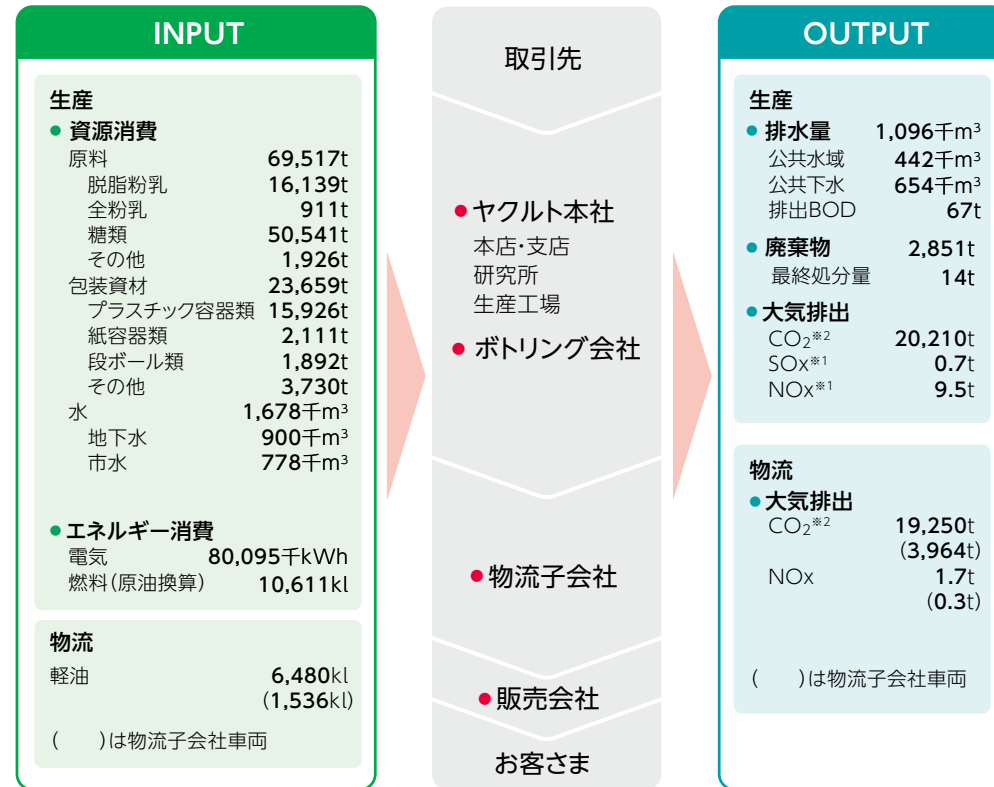 INPUT
生産
● 資源消費
原料 69,517t
脱脂粉乳 16,139t
全粉乳 911t
糖類 50,541t
その他 1,926t
包装資材 23,659t
プラスチック容器類 15,926t
紙容器類 2,111t
段ボール類 1,892t
その他 3,730t
水 1,678千m³
地下水 900千m³
市水 778千m³
● エネルギー消費
電気 80,095千kWh
燃料(原油換算) 10,611kl
物流
軽油 6,480kl
(1,536kl)
(　　)は物流子会社車両
取引先
● ヤクルト本社
本店・支店
研究所
生産工場
● ボトリング会社
● 物流子会社
● 販売会社
お客さま
OUTPUT
生産
● 排水量 1,096千m³
公共水域 442千m³
公共下水 654千m³
排出BOD 67t
● 廃棄物 2,851t
最終処分量 14t
● 大気排出
CO₂※2 20,210t
SOx※1 0.7t
NOx※1 9.5t
物流
● 大気排出
CO₂※2 19,250t
(3,964t)
NOx 1.7t
(0.3t)
(　　)は物流子会社車両